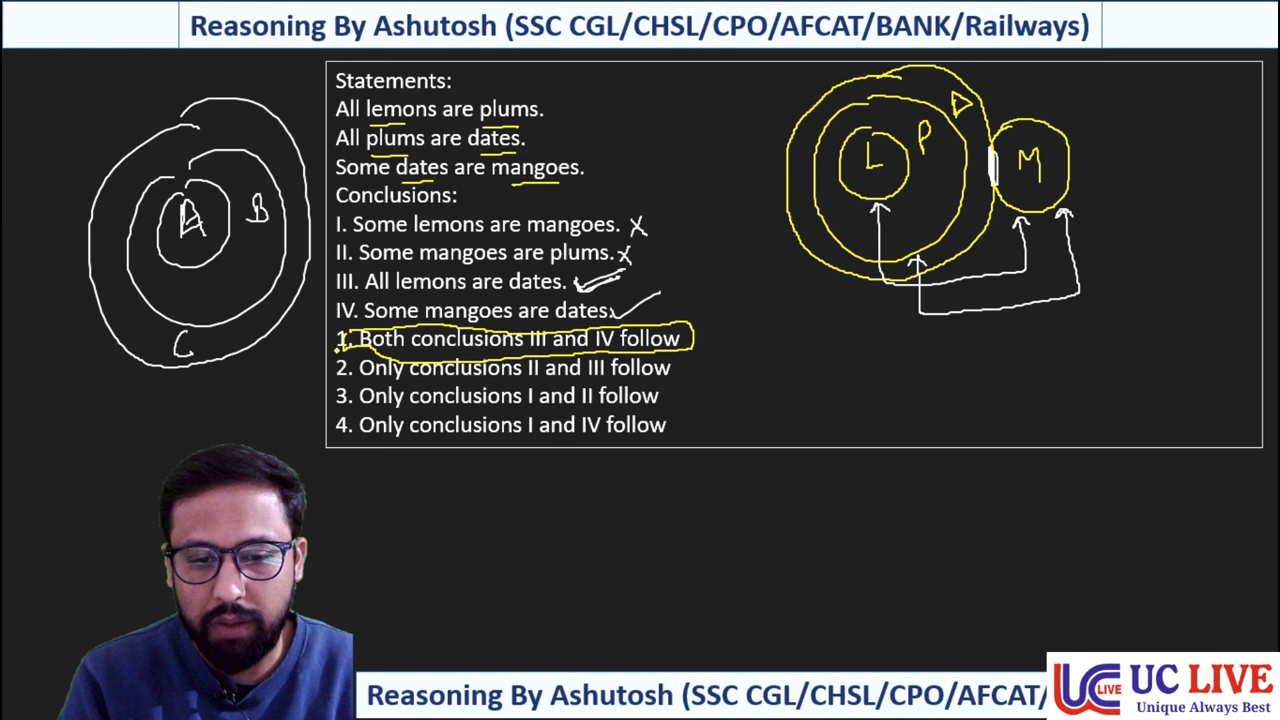 Reasoning By Ashutosh (SSC CGL/CHSL/CPO/AFCAT/BANK/Railways)
Statements:
All lemons are plums.
All plums are dates.
Some dates are mangoes.
Conclusions:
I. Some lemons are mangoes.
II. Some mangoes are plums.
III. All lemons are dates.
IV. Some mangoes are dates.
1. Both conclusions III and IV follow
2. Only conclusions II and III follow
3. Only conclusions I and II follow
4. Only conclusions I and IV follow
A
B
C
L
P
D
M
Reasoning By Ashutosh (SSC CGL/CHSL/CPO/AFCAT/
LIVE
UC LIVE
Unique Always Best